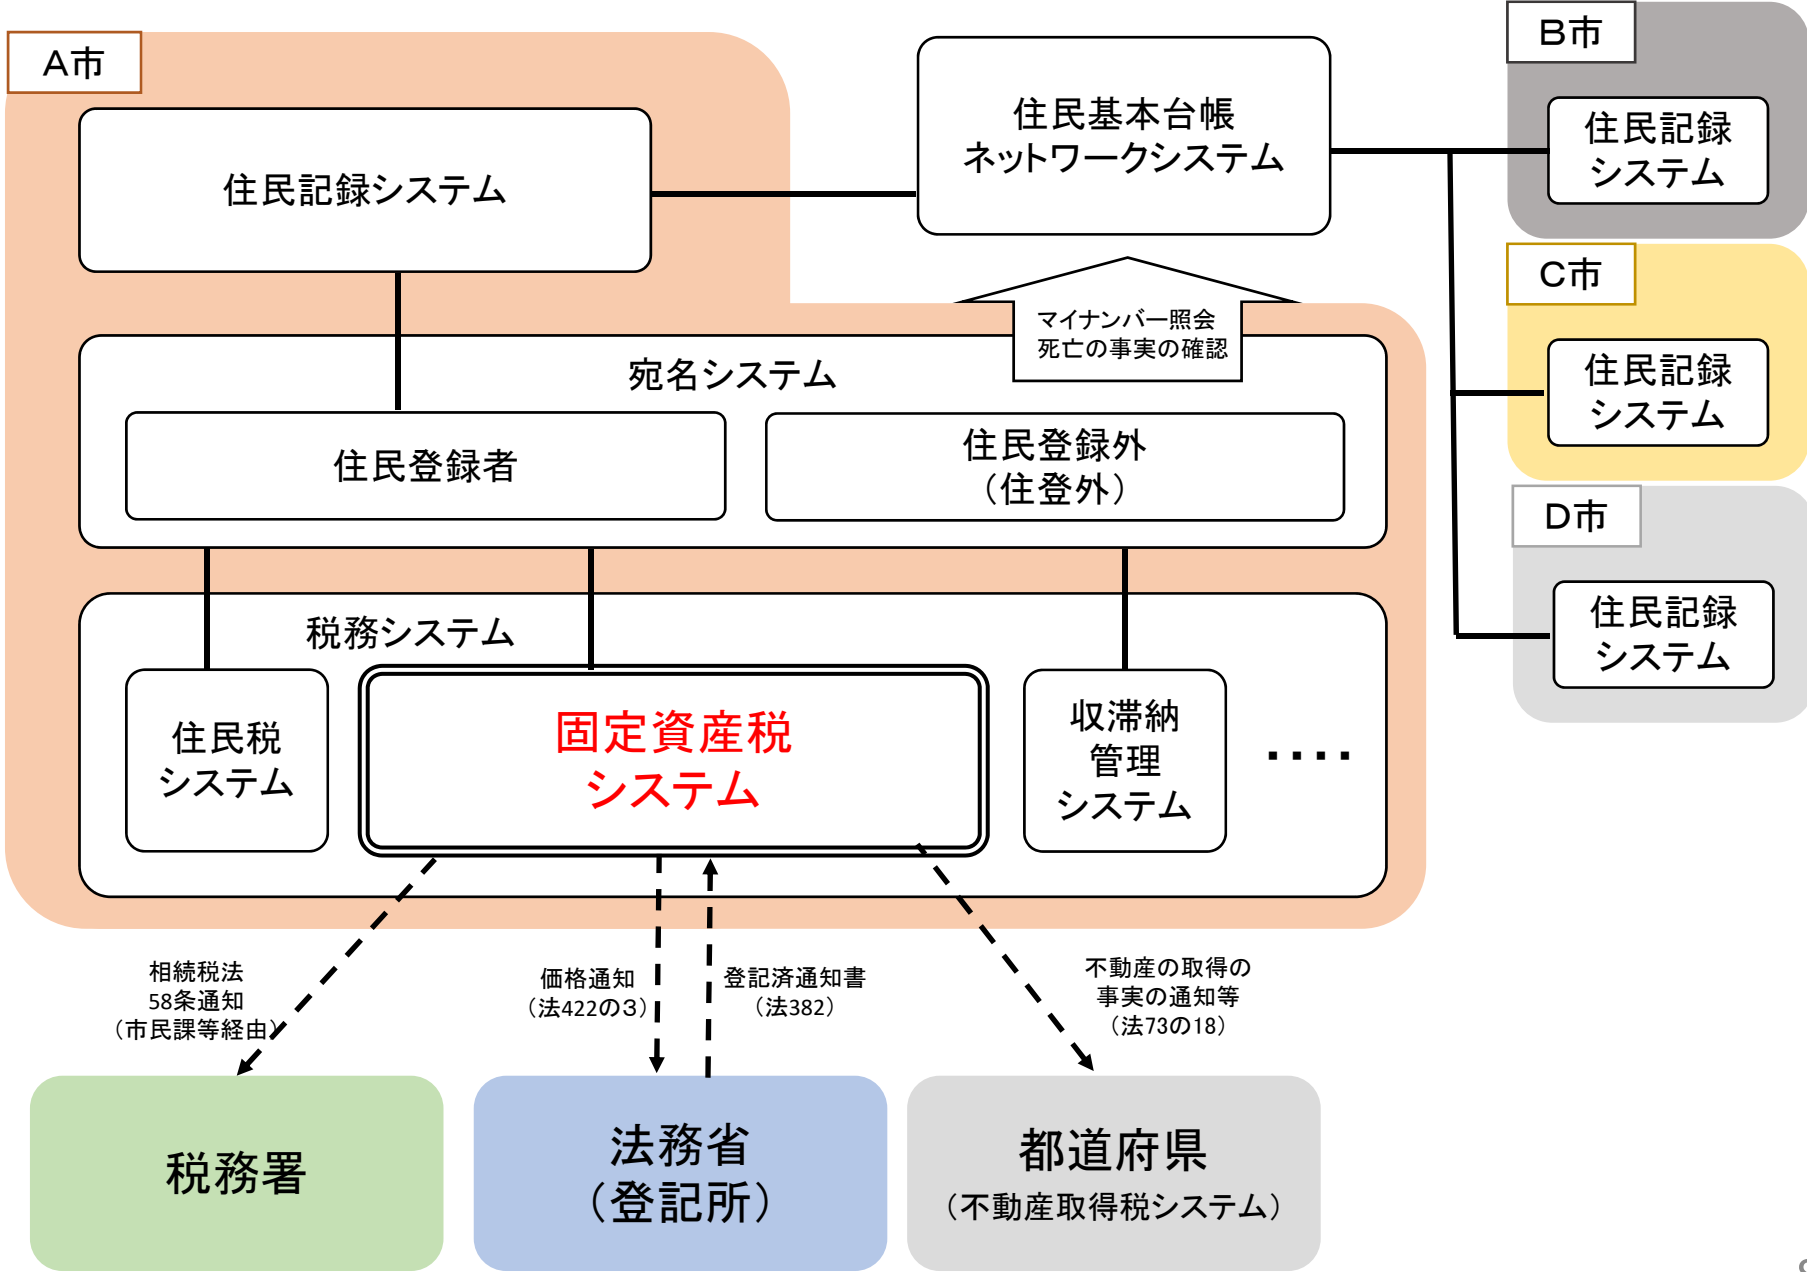 A市
住民記録システム
住民基本台帳
ネットワークシステム
B市
住民記録
システム
C市
住民記録
システム
D市
住民記録
システム
マイナンバー照会
死亡の事実の確認
宛名システム
住民登録者
住民登録外
（住登外）
税務システム
住民税
システム
固定資産税
システム
収滞納
管理
システム
････
相続税法
58条通知
（市民課等経由）
価格通知
（法422の3）
登記済通知書
（法382）
不動産の取得の
事実の通知等
（法73の18）
税務署
法務省
（登記所）
都道府県
（不動産取得税システム）